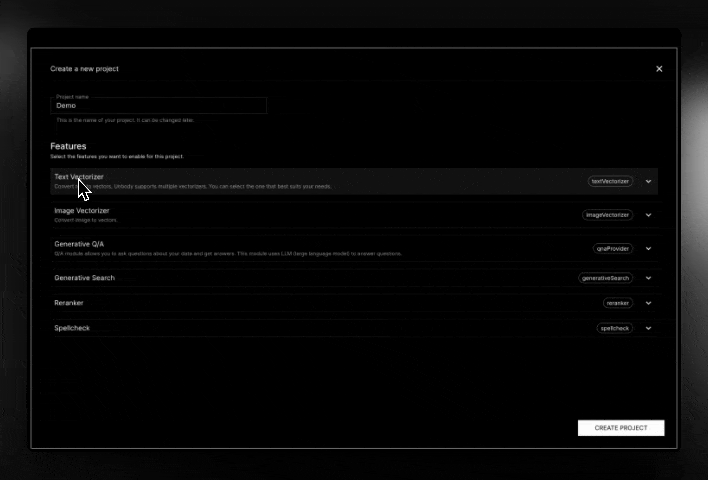 Create a new project
Project name
Demo
This is the name of your project. It can be changed later.
Features
Select the features you want to enable for this project.
Text Vectorizer
Convert vectors. Unbody supports multiple vectorizers. You can select the one that best suits your needs.
textVectorizer
Image Vectorizer
Convert image to vectors.
imageVectorizer
Generative Q/A
Q/A module allows you to ask questions about your data and get answers. This module uses LLM (large language model) to answer questions.
qnaProvider
Generative Search
generativeSearch
Reranker
reranker
Spellcheck
spellcheck
CREATE PROJECT